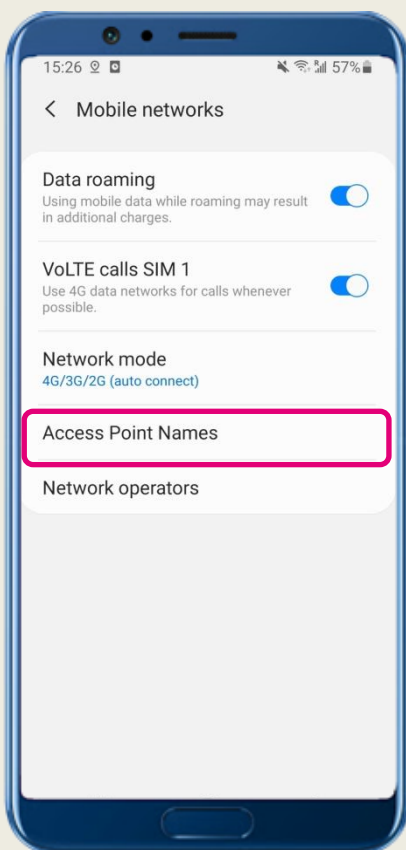 15:26 57%
Mobile networks
Data roaming
Using mobile data while roaming may result
in additional charges.
VoLTE calls SIM 1
Use 4G data networks for calls whenever
possible.
Network mode
4G/3G/2G (auto connect)
Access Point Names
Network operators